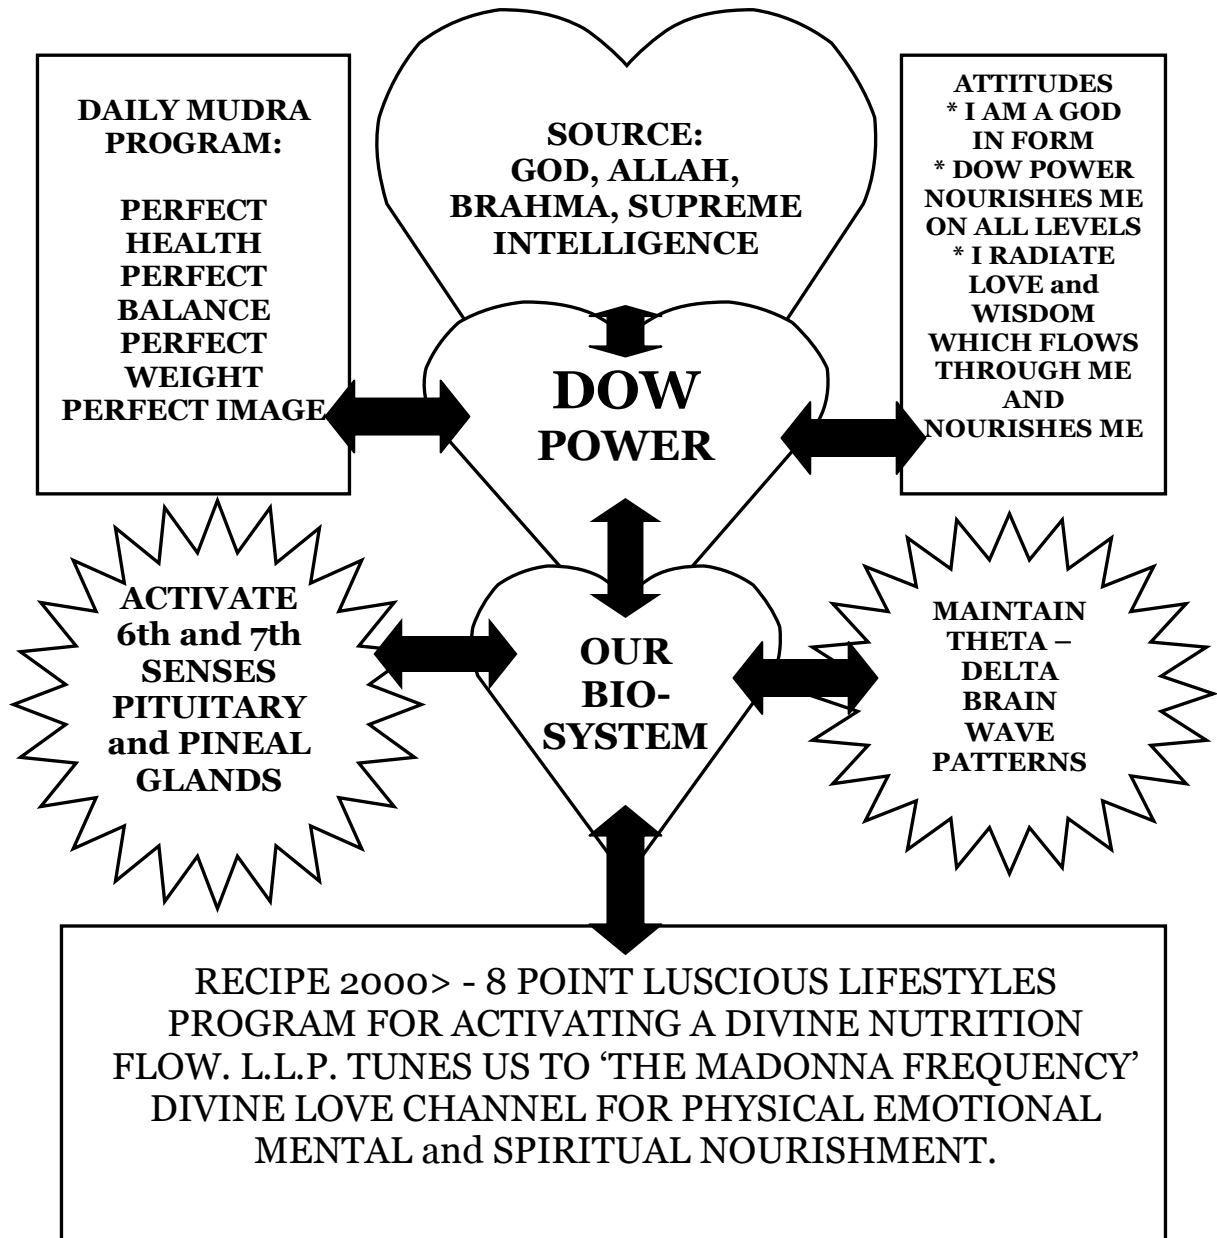 DAILY MUDRA
PROGRAM:
PERFECT
HEALTH
PERFECT
BALANCE
PERFECT
WEIGHT
PERFECT IMAGE
SOURCE:
GOD, ALLAH,
BRAHMA, SUPREME
INTELLIGENCE
ATTITUDES
* I AM A GOD
IN FORM
* DOW POWER
NOURISHES ME
ON ALL LEVELS
* I RADIATE
LOVE and
WISDOM
WHICH FLOWS
THROUGH ME
AND
NOURISHES ME
DOW
POWER
ACTIVATE
6th and 7th
SENSES
PITUITARY
and PINEAL
GLANDS
OUR
BIO-
SYSTEM
MAINTAIN
THETA –
DELTA
BRAIN
WAVE
PATTERNS
RECIPE 2000> - 8 POINT LUSCIOUS LIFESTYLES
PROGRAM FOR ACTIVATING A DIVINE NUTRITION
FLOW. L.L.P. TUNES US TO ‘THE MADONNA FREQUENCY’
DIVINE LOVE CHANNEL FOR PHYSICAL EMOTIONAL
MENTAL and SPIRITUAL NOURISHMENT.